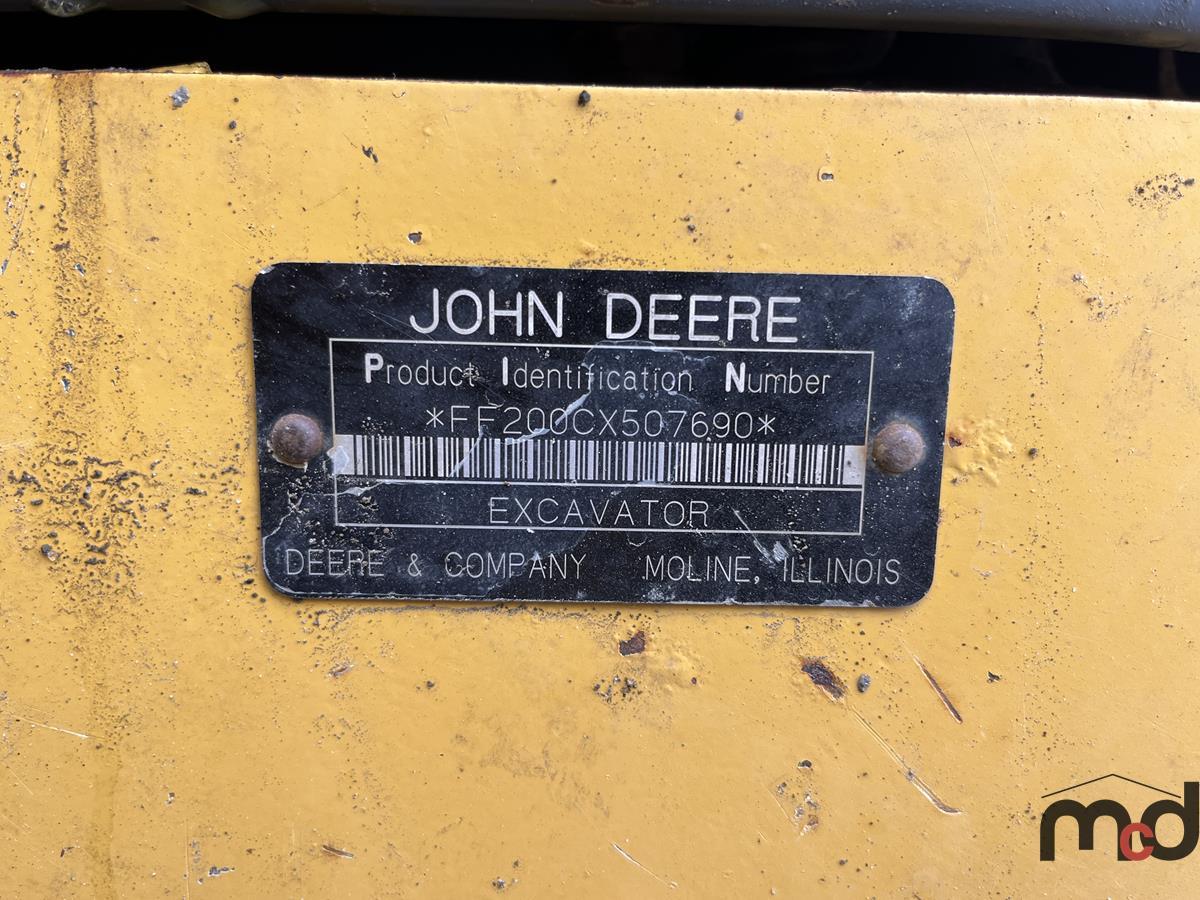 JOHN DEERE
Product Identification Number
*FF200CX507690*
EXCAVATOR
DEERE & COMPANY MOLINE, ILLINOIS
mcd